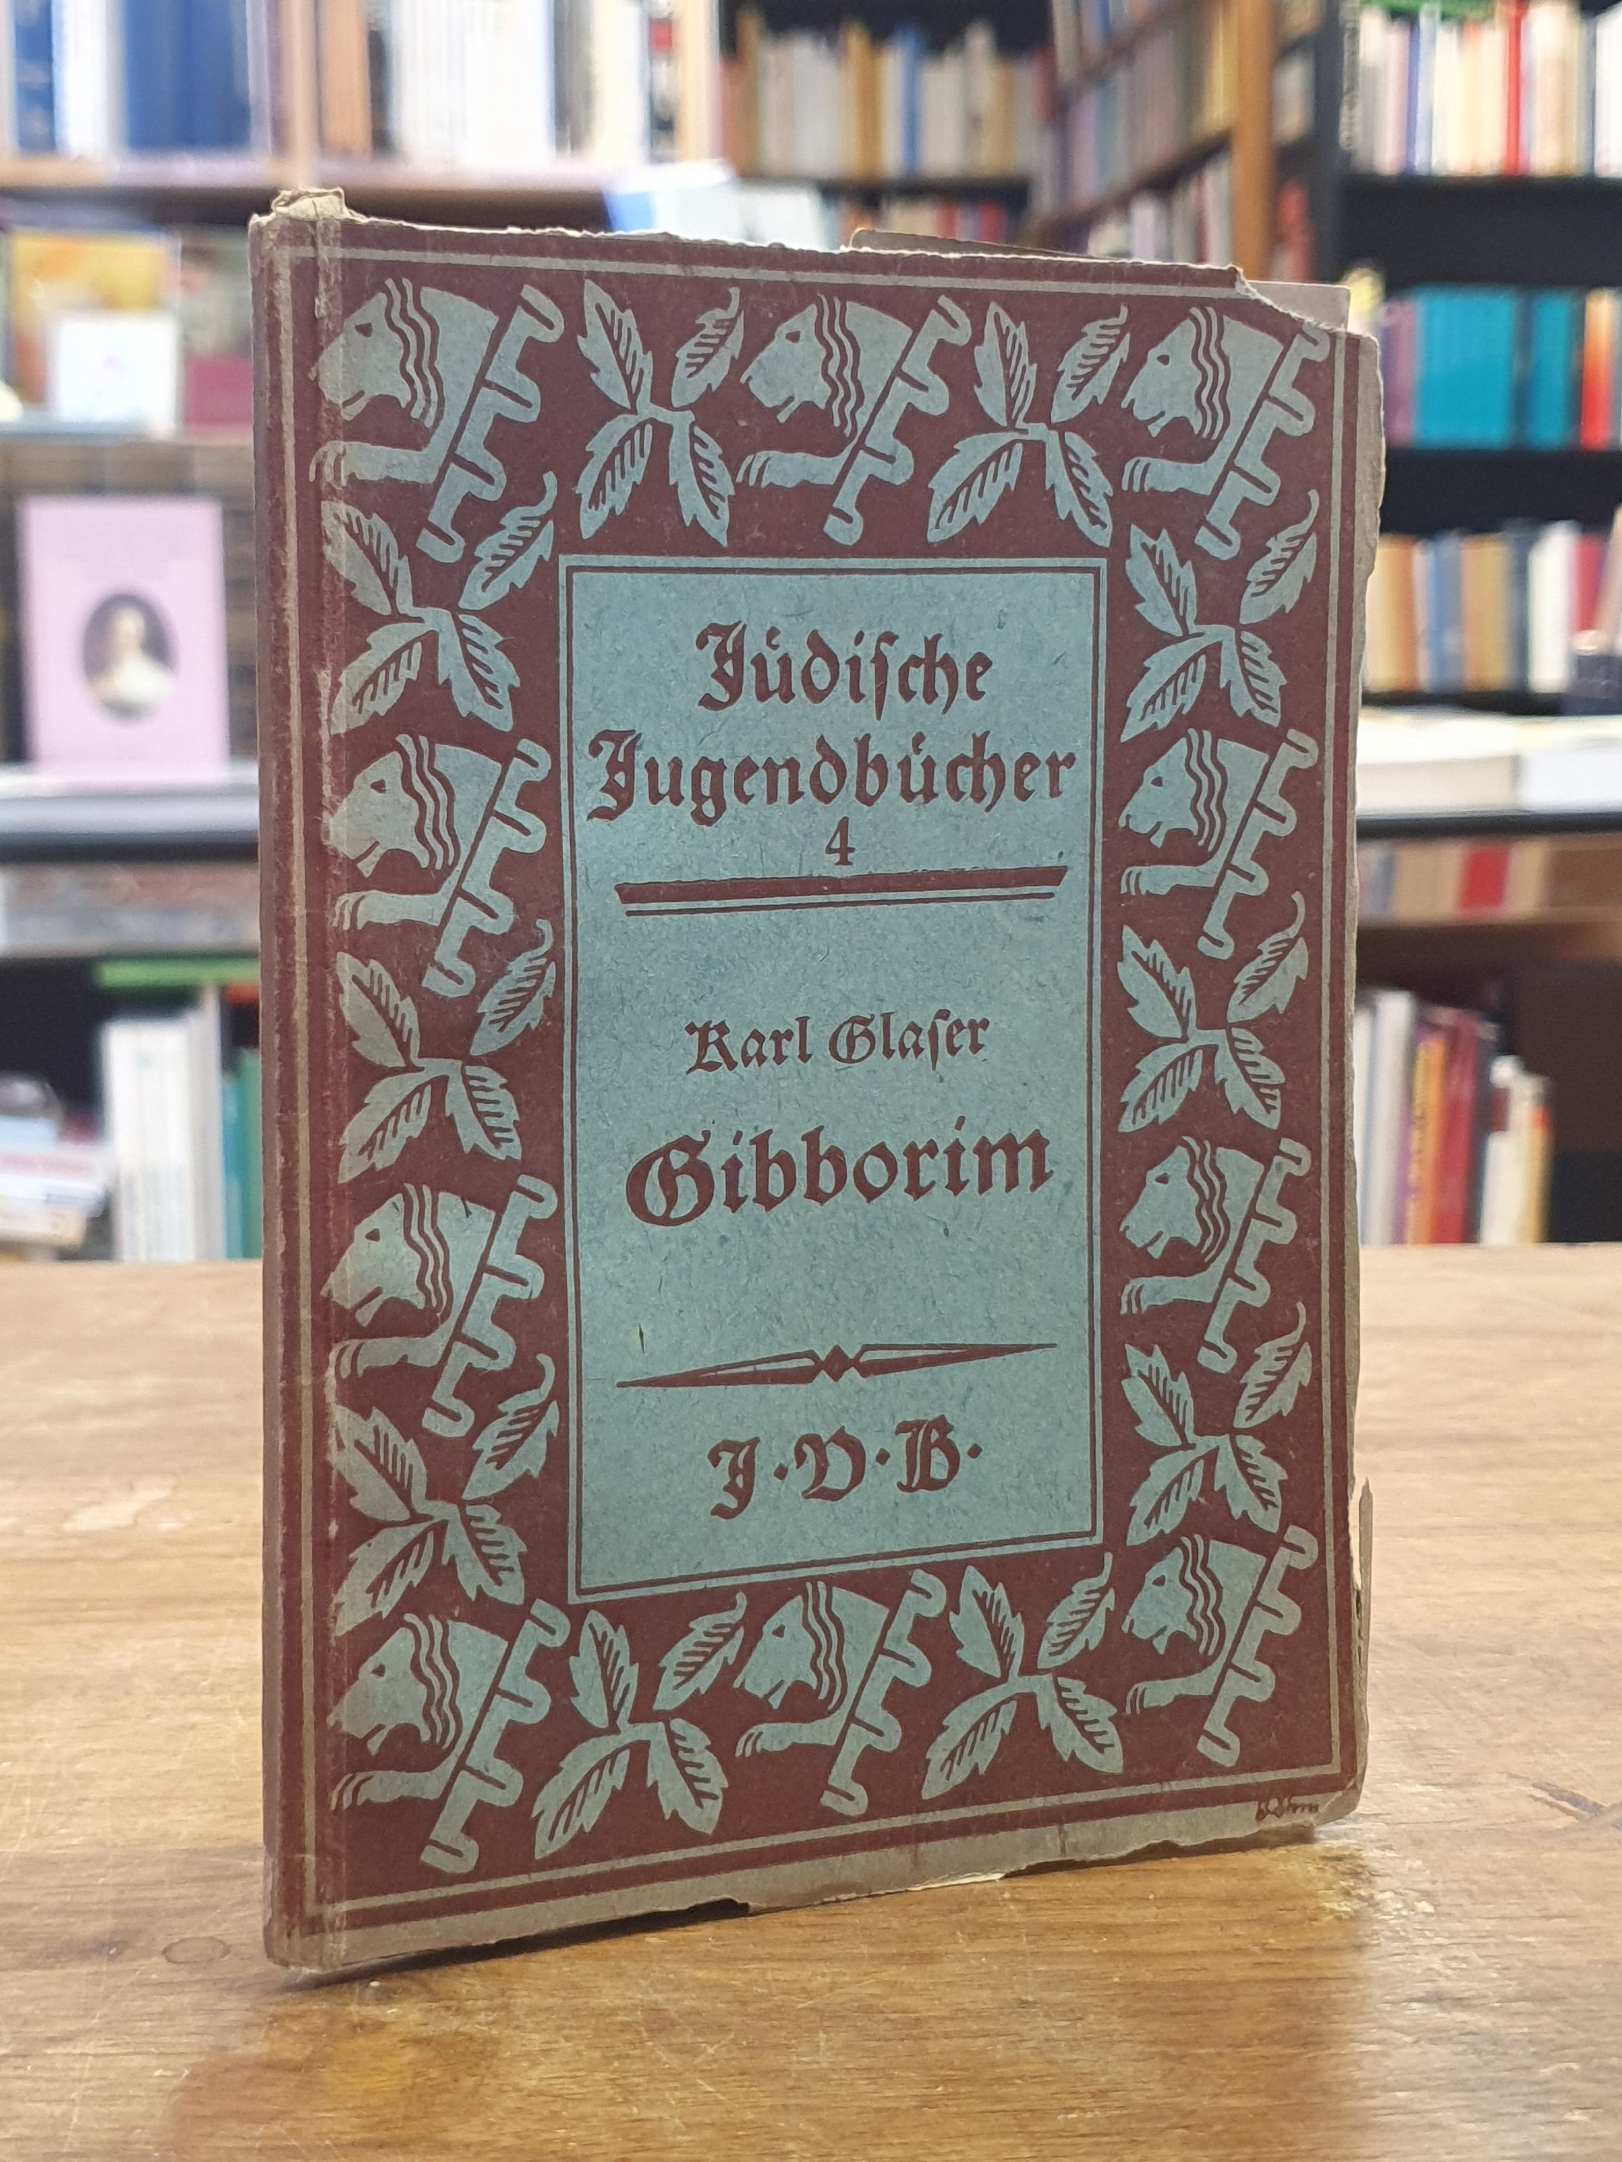 Jüdische
Jugendbücher
4
Karl Glaser
Gibborim
J.V.B.